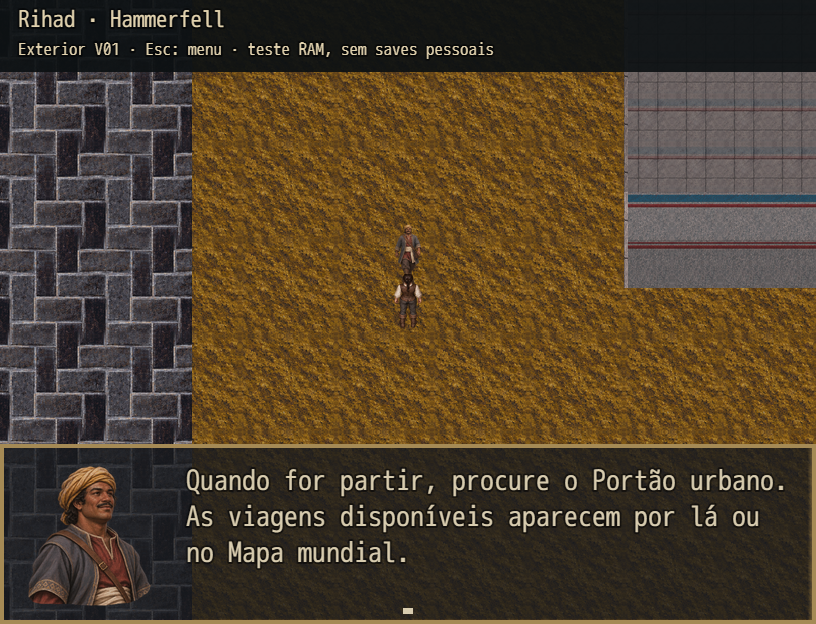 Rihad · Hammerfell
Exterior V01 · Esc: menu · teste RAM, sem saves pessoais
Quando for partir, procure o Portão urbano.
As viagens disponíveis aparecem por lá ou
no Mapa mundial.